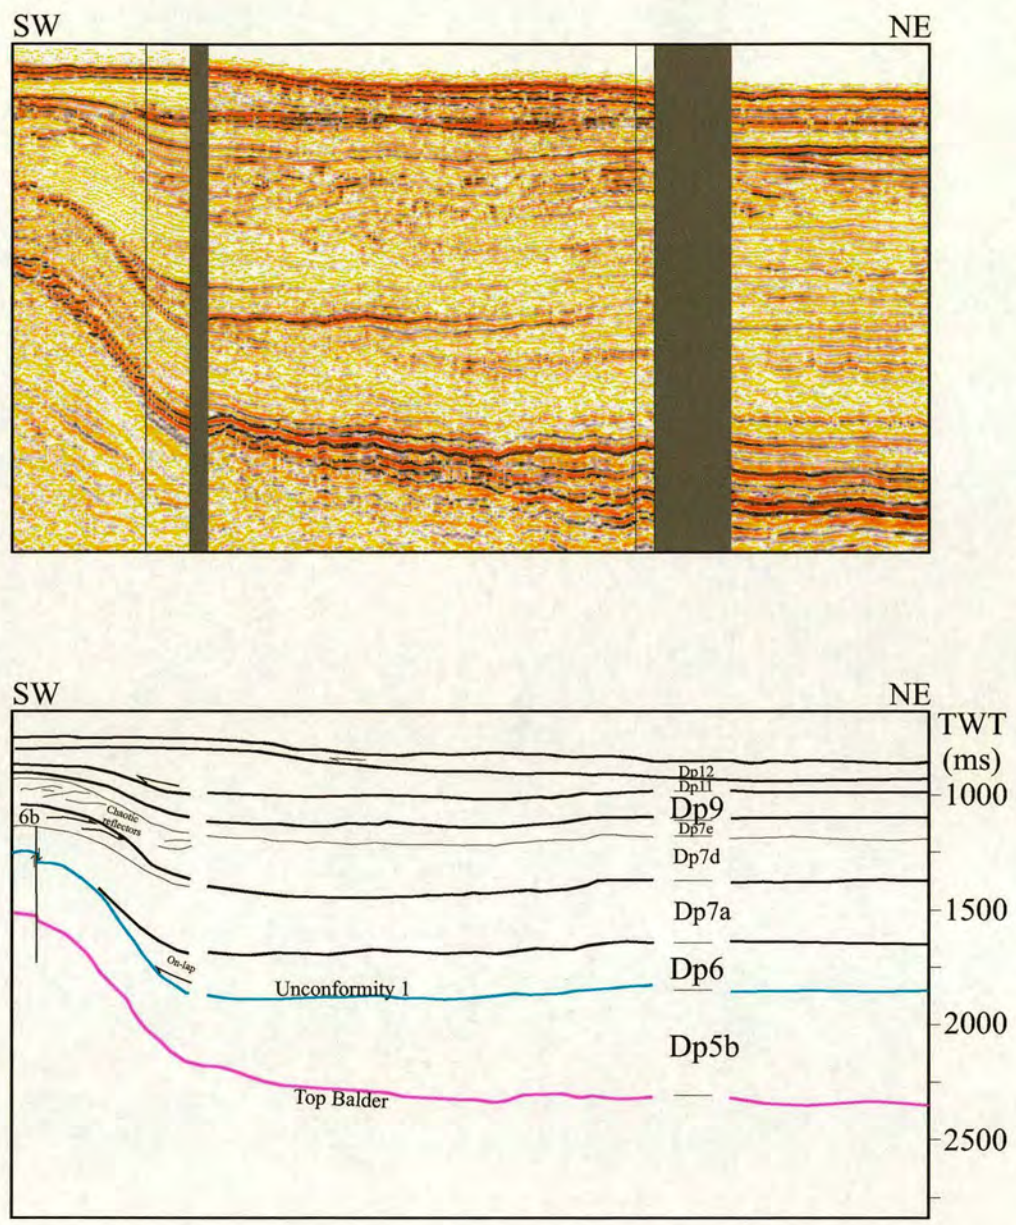 SW NE
SW NE
TWT
(ms)
Dp12
Dp11
1000
Dp9
Chaotic
reflectors
6b
Dp7e
Dp7d
Dp7a
1500
On-lap
Dp6
Unconformity 1
2000
Dp5b
Top Balder
2500